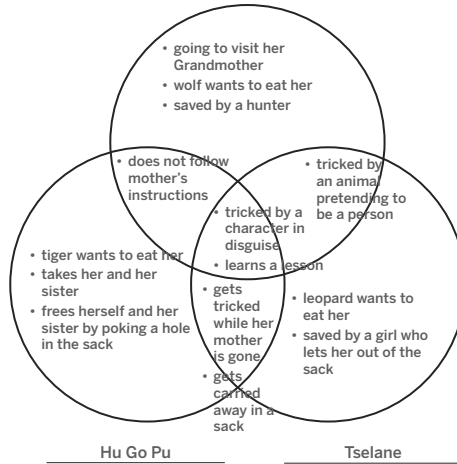 • going to visit her
Grandmother
• wolf wants to eat her
• saved by a hunter
• does not follow
mother's
instructions
• tricked by
an animal
pretending to
be a person
• tricked by a
character in
disguise
• learns a lesson
• tiger wants to eat her
• takes her and her
sister
• frees herself and her
sister by poking a hole
in the sack
• gets
tricked
while her
mother
is gone
• gets
carried
away in a
sack
• leopard wants to
eat her
• saved by a girl who
lets her out of the
sack
Hu Go Pu
Tselane